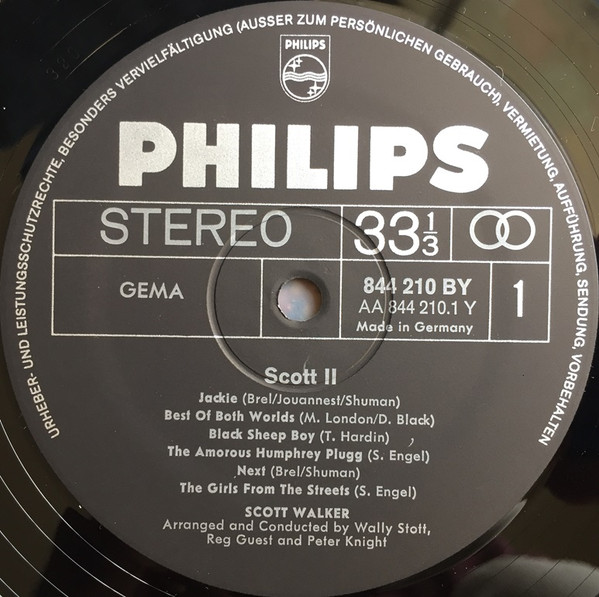 URHEBER- UND LEISTUNGSSCHUTZRECHTE, BESONDERS VERVIELFÄLTIGUNG (AUSSER ZUM PERSÖNLICHEN GEBRAUCH), VERMIETUNG, AUFFÜHRUNG, SENDUNG, VORBEHALTEN
PHILIPS
PHILIPS
STEREO 33 1/3
GEMA 844 210 BY 1
AA 844 210.1 Y
Made in Germany
Scott II
Jackie (Brel/Jouannest/Shuman)
Best Of Both Worlds (M. London/D. Black)
Black Sheep Boy (T. Hardin)
The Amorous Humphrey Plugg (S. Engel)
Next (Brel/Shuman)
The Girls From The Streets (S. Engel)
SCOTT WALKER
Arranged and Conducted by Wally Stott,
Reg Guest and Peter Knight